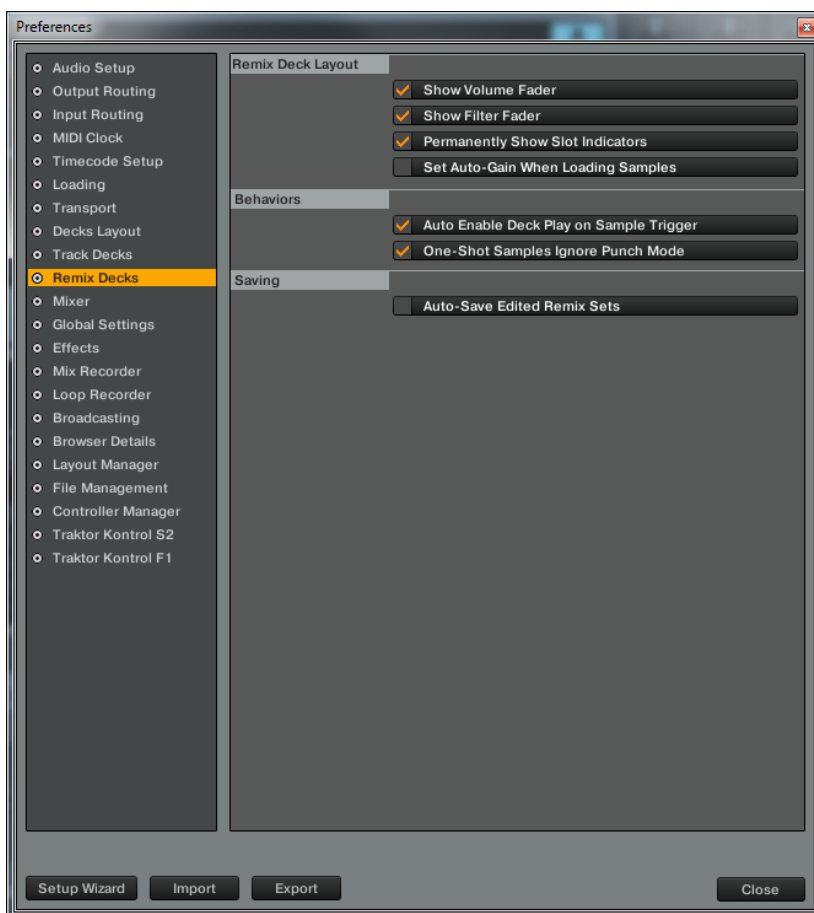 Preferences
Audio Setup
Output Routing
Input Routing
MIDI Clock
Timecode Setup
Loading
Transport
Decks Layout
Track Decks
Remix Decks
Mixer
Global Settings
Effects
Mix Recorder
Loop Recorder
Broadcasting
Browser Details
Layout Manager
File Management
Controller Manager
Traktor Kontrol S2
Traktor Kontrol F1
Remix Deck Layout
Show Volume Fader
Show Filter Fader
Permanently Show Slot Indicators
Set Auto-Gain When Loading Samples
Behaviors
Auto Enable Deck Play on Sample Trigger
One-Shot Samples Ignore Punch Mode
Saving
Auto-Save Edited Remix Sets
Setup Wizard Import Export Close